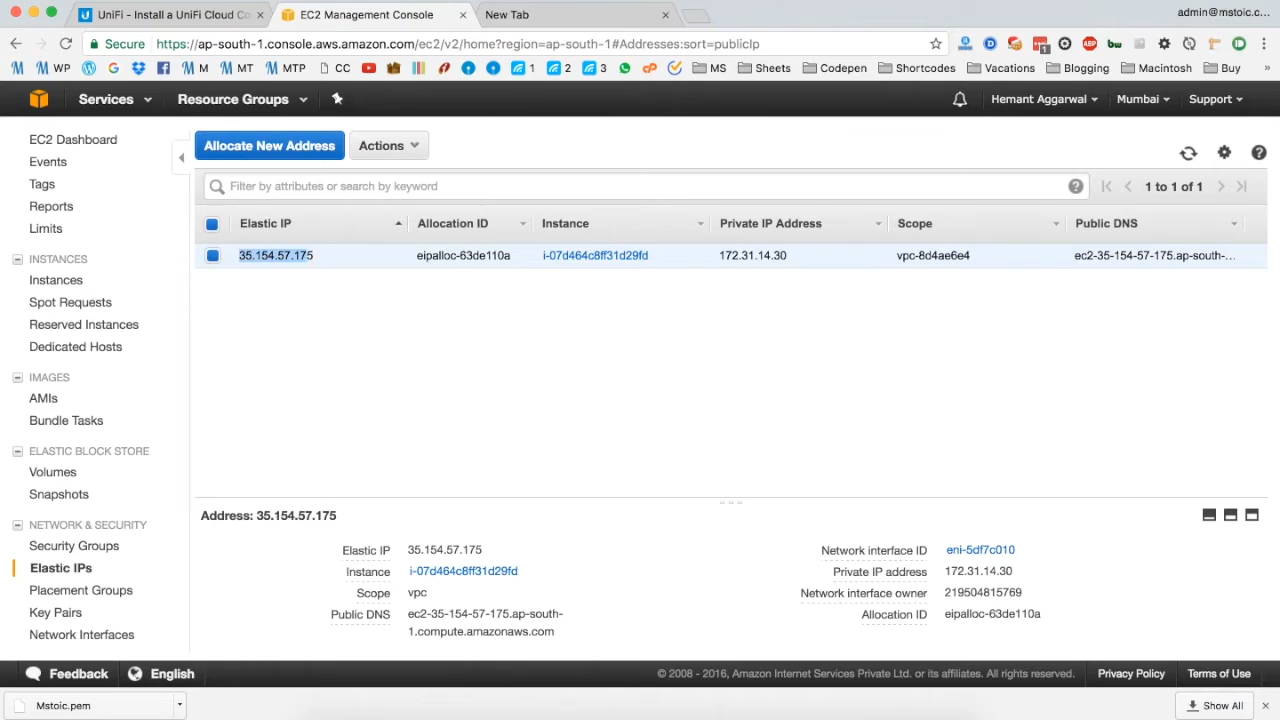 UniFi - Install a UniFi Cloud Co
EC2 Management Console
New Tab
admin@mstoic.c...
Secure
https://ap-south-1.console.aws.amazon.com/ec2/v2/home?region=ap-south-1#Addresses:sort=publicIp
WP
M
MT
MTP
CC
1
2
3
MS
Sheets
Codepen
Shortcodes
Vacations
Blogging
Macintosh
Buy
»
Services
Resource Groups
Hemant Aggarwal
Mumbai
Support
EC2 Dashboard
Events
Tags
Reports
Limits
INSTANCES
Instances
Spot Requests
Reserved Instances
Dedicated Hosts
IMAGES
AMIs
Bundle Tasks
ELASTIC BLOCK STORE
Volumes
Snapshots
NETWORK & SECURITY
Security Groups
Elastic IPs
Placement Groups
Key Pairs
Network Interfaces
Allocate New Address
Actions
Filter by attributes or search by keyword
1 to 1 of 1
Elastic IP
Allocation ID
Instance
Private IP Address
Scope
Public DNS
35.154.57.175
eipalloc-63de110a
i-07d464c8ff31d29fd
172.31.14.30
vpc-8d4ae6e4
ec2-35-154-57-175.ap-south-...
Address: 35.154.57.175
Elastic IP 35.154.57.175
Instance i-07d464c8ff31d29fd
Scope vpc
Public DNS ec2-35-154-57-175.ap-south-
1.compute.amazonaws.com
Network interface ID eni-5df7c010
Private IP address 172.31.14.30
Network interface owner 219504815769
Allocation ID eipalloc-63de110a
Feedback
English
© 2008 - 2016, Amazon Internet Services Private Ltd. or its affiliates. All rights reserved.
Privacy Policy
Terms of Use
Mstoic.pem
Show All